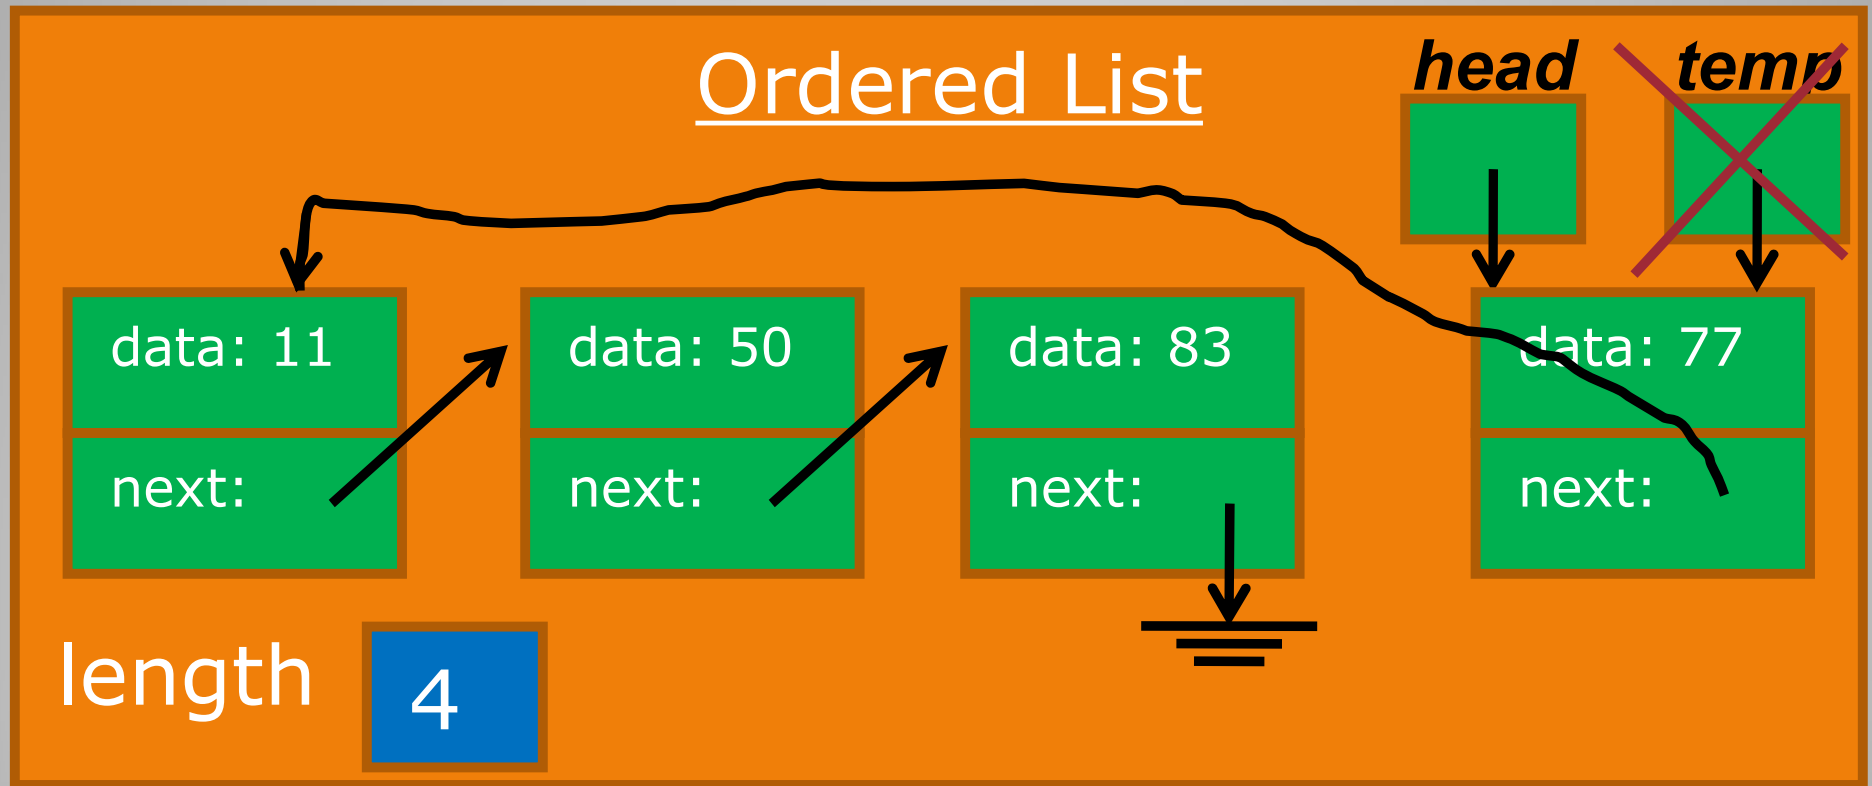 Ordered List
head
temp
data: 11
next:
data: 50
next:
data: 83
next:
data: 77
next:
length
4